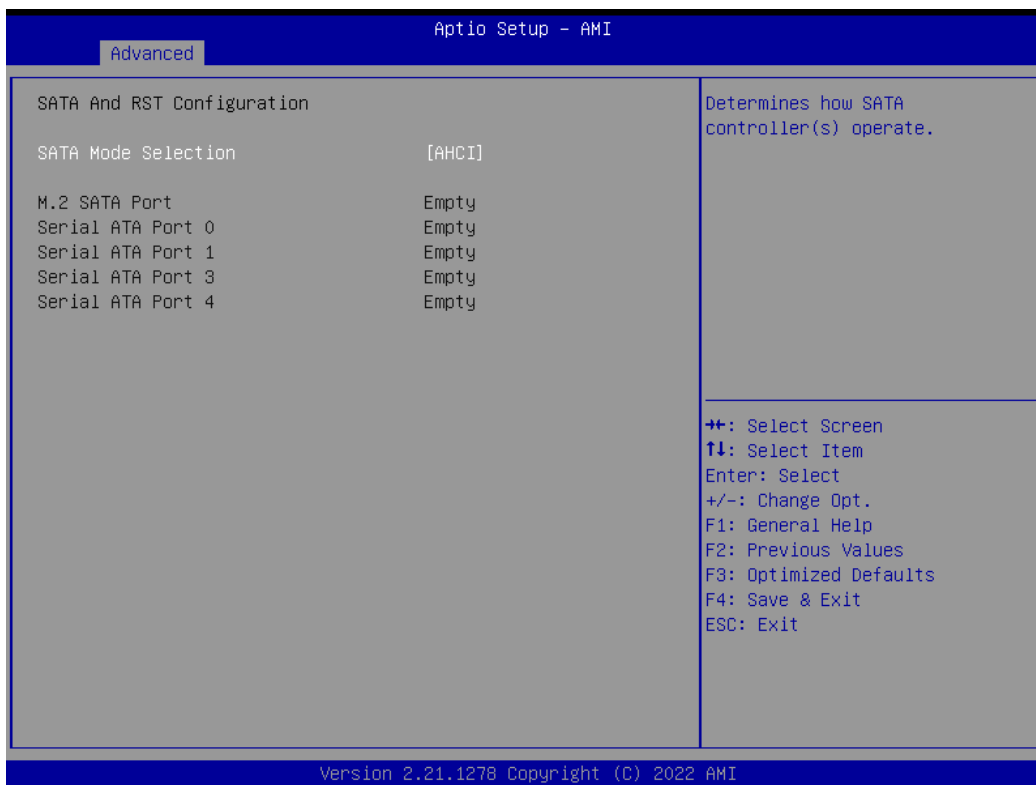 Aptio Setup - AMI
Advanced
SATA And RST Configuration
SATA Mode Selection [AHCI]
M.2 SATA Port Empty
Serial ATA Port 0 Empty
Serial ATA Port 1 Empty
Serial ATA Port 3 Empty
Serial ATA Port 4 Empty
Determines how SATA
controller(s) operate.
→←: Select Screen
↑↓: Select Item
Enter: Select
+/-: Change Opt.
F1: General Help
F2: Previous Values
F3: Optimized Defaults
F4: Save & Exit
ESC: Exit
Version 2.21.1278 Copyright (C) 2022 AMI